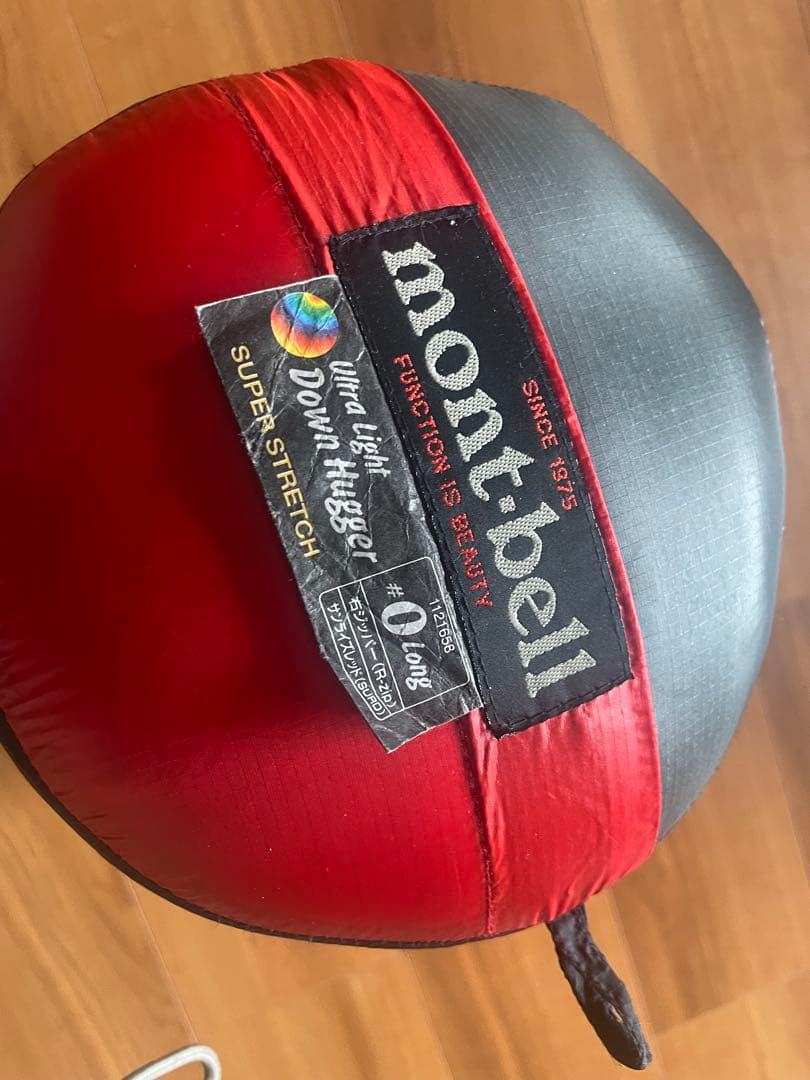 SINCE 1975
mont·bell
FUNCTION IS BEAUTY
Ultra Light
Down Hugger
SUPER STRETCH
1121658
#0 Long
右ジッパー (R-zip)
サンライズレッド (SURD)